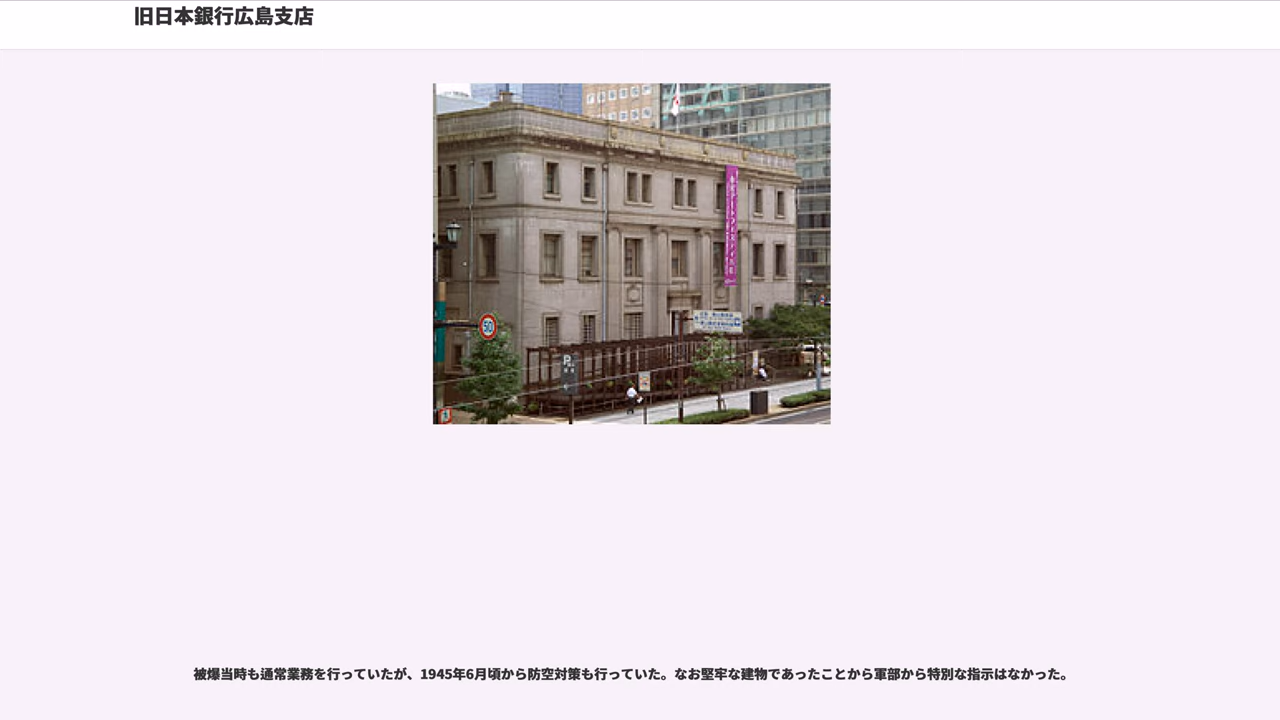 旧日本銀行広島支店
50
P
被爆当時も通常業務を行っていたが、1945年6月頃から防空対策も行っていた。なお堅牢な建物であったことから軍部から特別な指示はなかった。